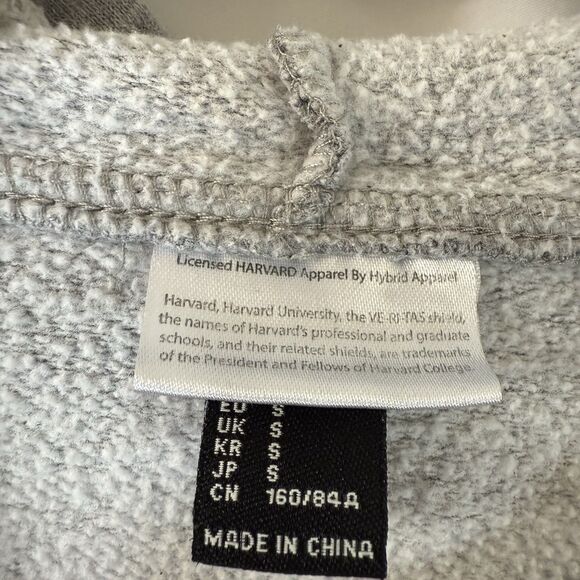 Licensed HARVARD Apparel By Hybrid Apparel
Harvard, Harvard University, the VE-RI-TAS shield,
the names of Harvard's professional and graduate
schools, and their related shields, are trademarks
of the President and Fellows of Harvard College.
EU S
UK S
KR S
JP S
CN 160/84A
MADE IN CHINA